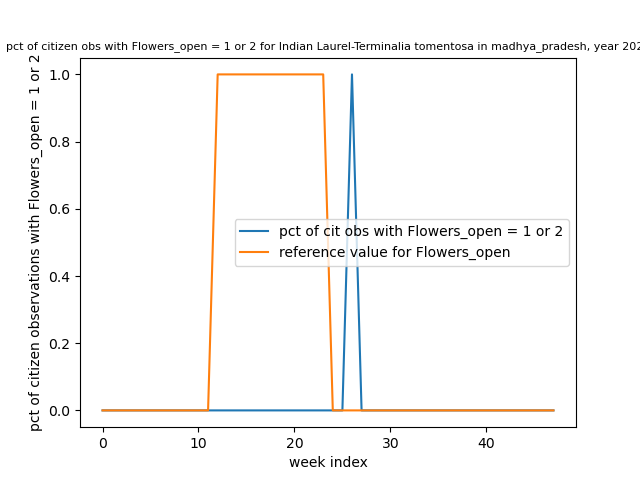 pct of citizen obs with Flowers_open = 1 or 2 for Indian Laurel-Terminalia tomentosa in madhya_pradesh, year 202
pct of citizen observations with Flowers_open = 1 or 2
1.0
0.8
0.6
0.4
0.2
0.0
pct of cit obs with Flowers_open = 1 or 2
reference value for Flowers_open
0 10 20 30 40
week index